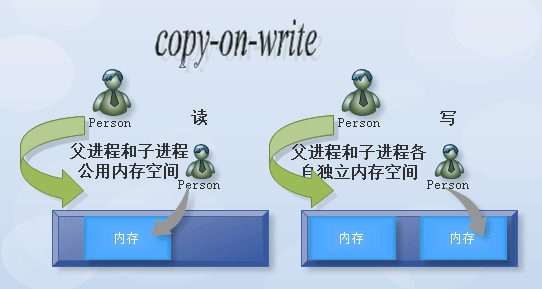 copy-on-write
Person
读
父进程和子进程
公用内存空间
Person
内存
Person
写
父进程和子进程各
自独立内存空间
Person
内存
内存